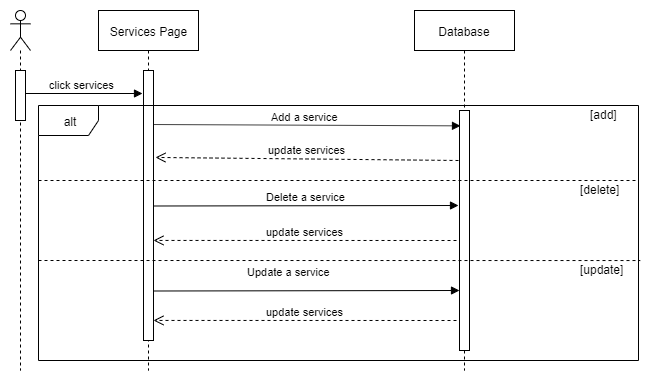 Services Page
Database
click services
alt
Add a service
[add]
update services
Delete a service
[delete]
update services
Update a service
[update]
update services